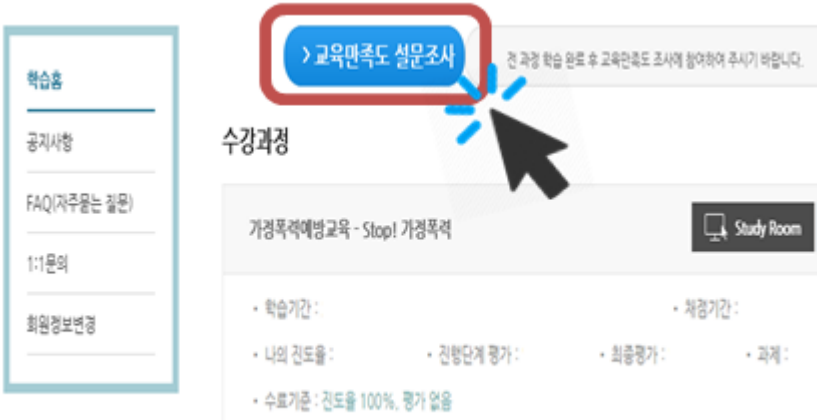 > 교육만족도 설문조사
전 과정 학습 완료 후 교육만족도 조사에 참여하여 주시기 바랍니다.
학습홈
공지사항
FAQ(자주묻는 질문)
1:1문의
회원정보변경
수강과정
가정폭력예방교육 - Stop! 가정폭력
Study Room
• 학습기간 :
• 채점기간 :
• 나의 진도율 :
• 진행단계 평가 :
• 최종평가 :
• 과제 :
• 수료기준 : 진도율 100%, 평가 없음